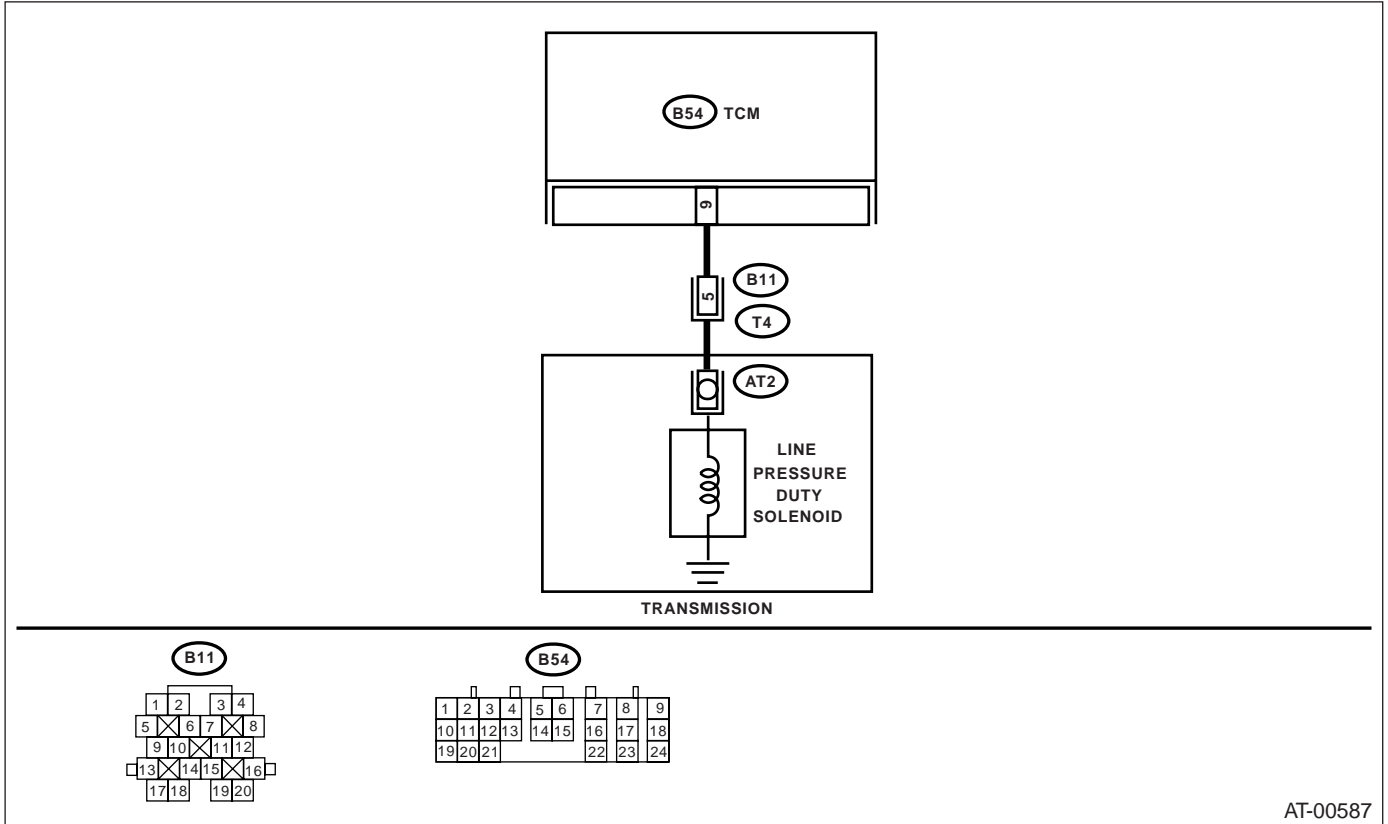 B54 TCM
9
B11
5
T4
AT2
LINE
PRESSURE
DUTY
SOLENOID
TRANSMISSION
B11
1 2 3 4
5 6 7 8
9 10 11 12
13 14 15 16
17 18 19 20
B54
1 2 3 4 5 6 7 8 9
10 11 12 13 14 15 16 17 18
19 20 21 22 23 24
AT-00587